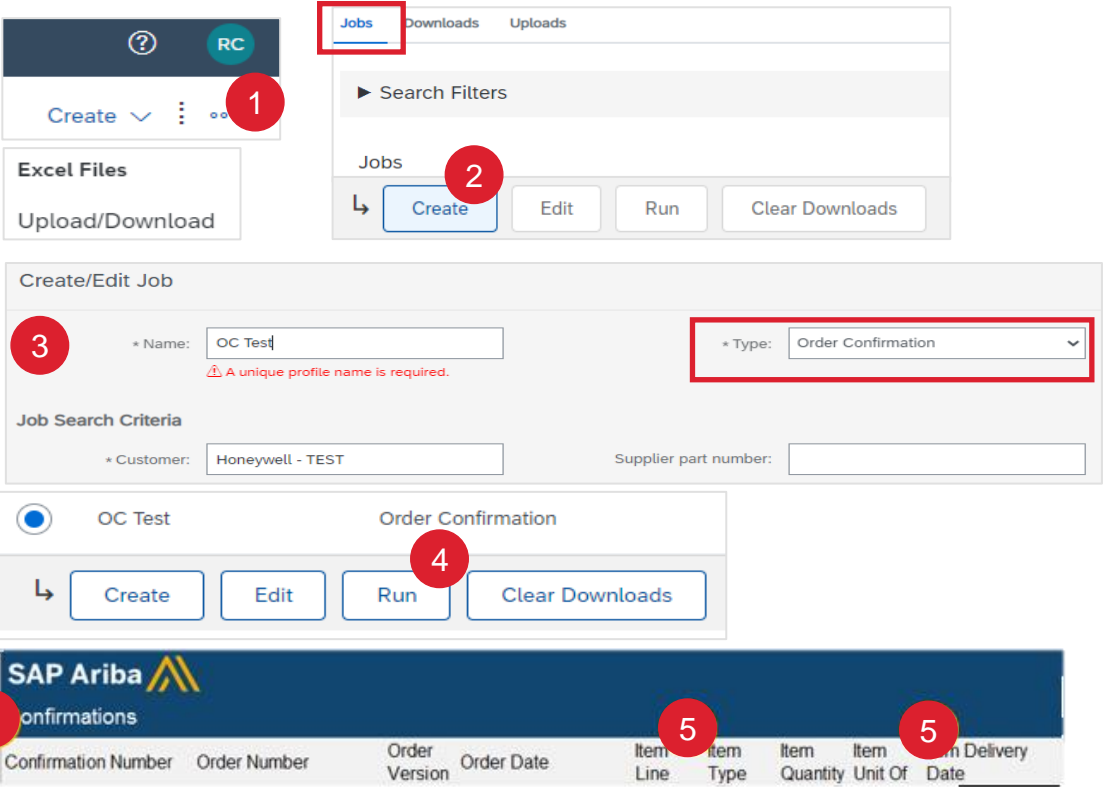 RC
Create
1
Excel Files
Upload/Download
Jobs Downloads Uploads
Search Filters
Jobs
2
Create Edit Run Clear Downloads
Create/Edit Job
3
* Name: OC Test
A unique profile name is required.
* Type: Order Confirmation
Job Search Criteria
* Customer: Honeywell - TEST
Supplier part number:
OC Test Order Confirmation
4
Create Edit Run Clear Downloads
SAP Ariba
onfirmations
5 5
Confirmation Number Order Number Order Version Order Date Item Line Item Type Item Quantity Item Unit Of Delivery Date